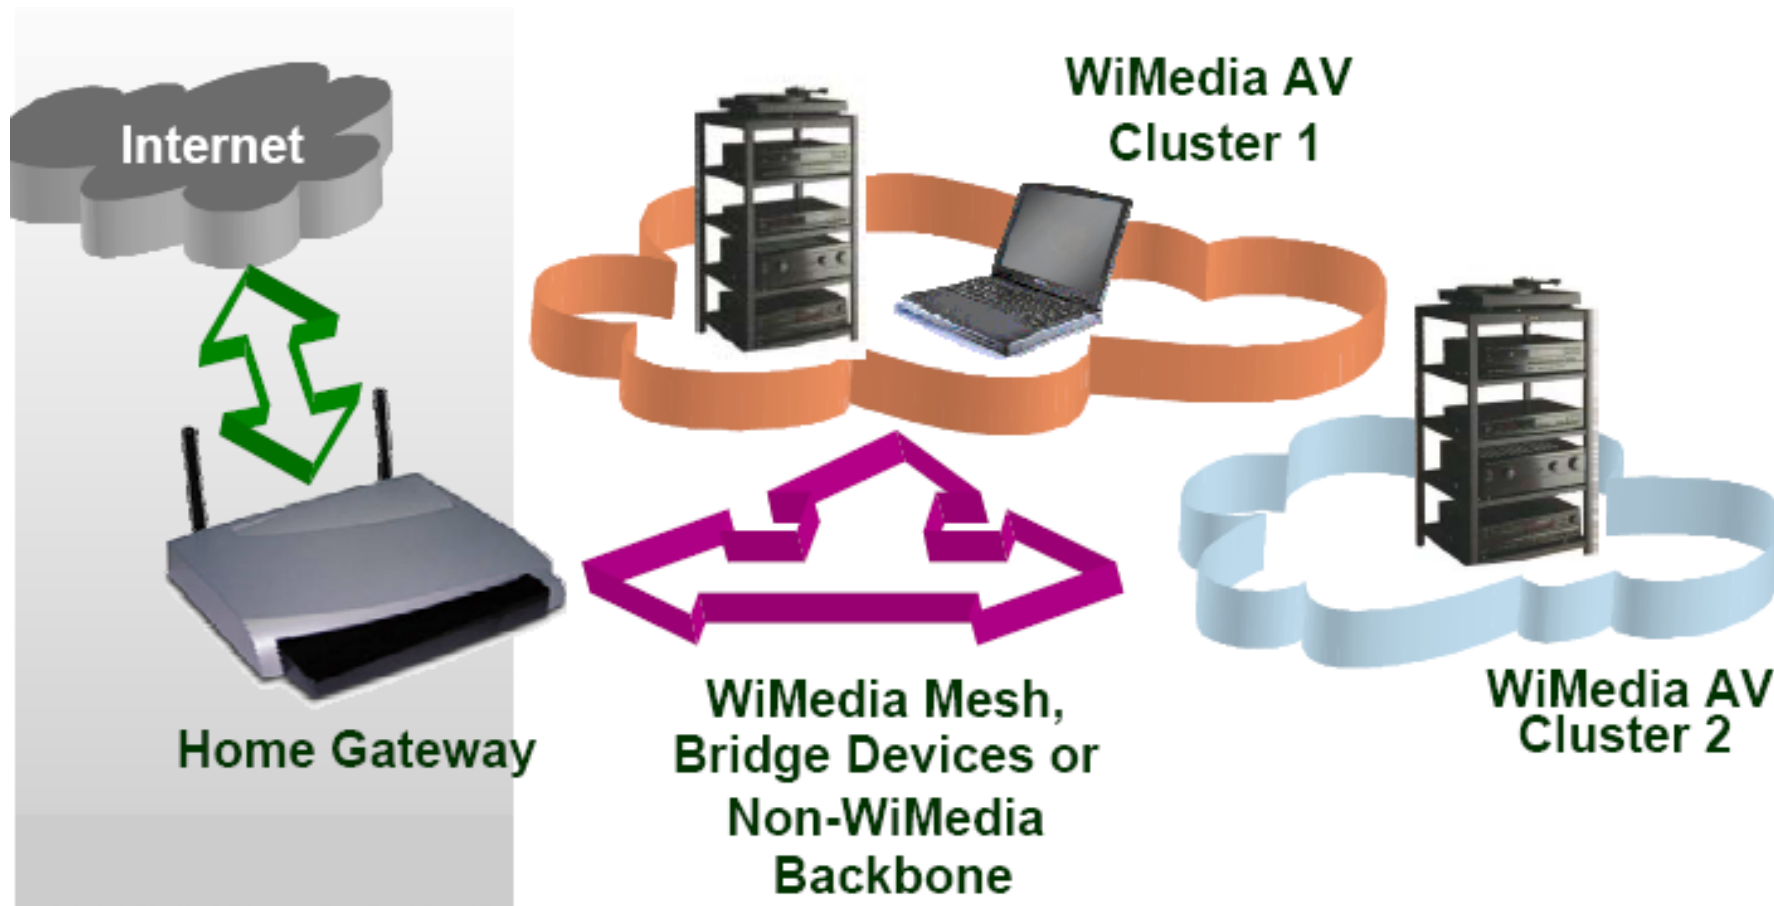 Internet
WiMedia AV
Cluster 1
Home Gateway
WiMedia Mesh,
Bridge Devices or
Non-WiMedia
Backbone
WiMedia AV
Cluster 2